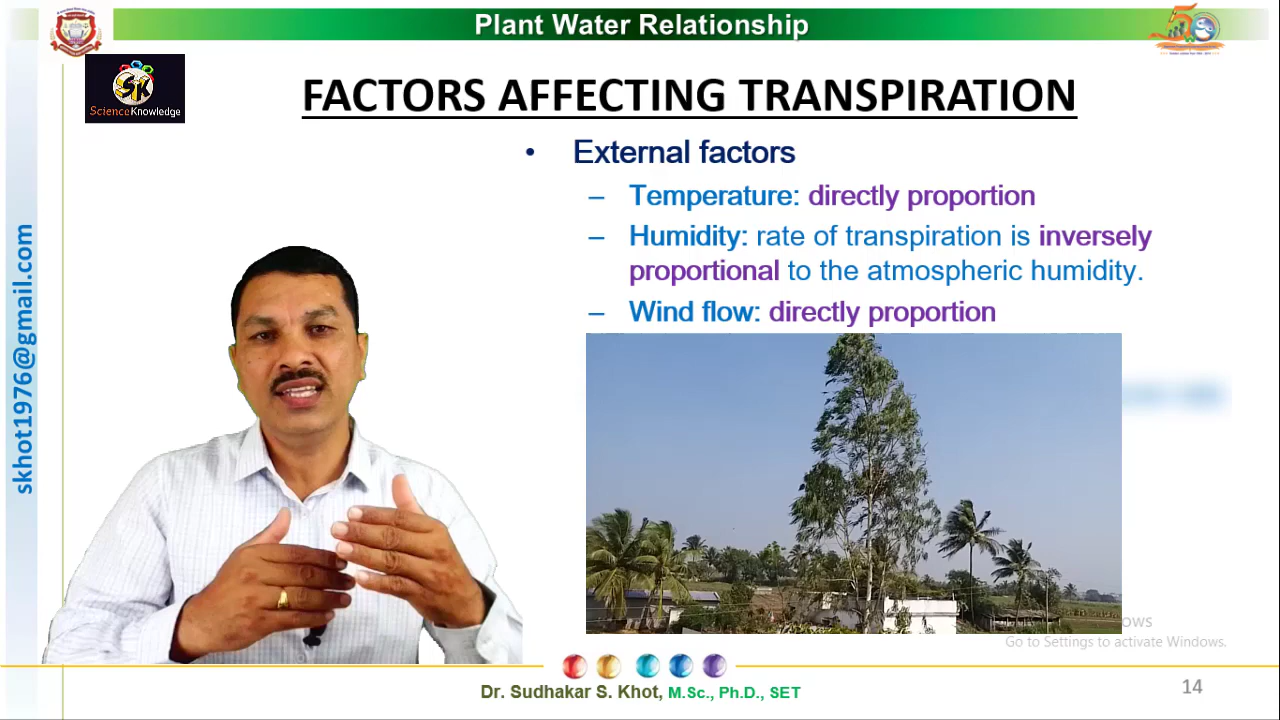 Plant Water Relationship
ScienceKnowledge
FACTORS AFFECTING TRANSPIRATION
• External factors
– Temperature: directly proportion
– Humidity: rate of transpiration is inversely
proportional to the atmospheric humidity.
– Wind flow: directly proportion
skhot1976@gmail.com
Go to Settings to activate Windows.
Dr. Sudhakar S. Khot, M.Sc., Ph.D., SET
14